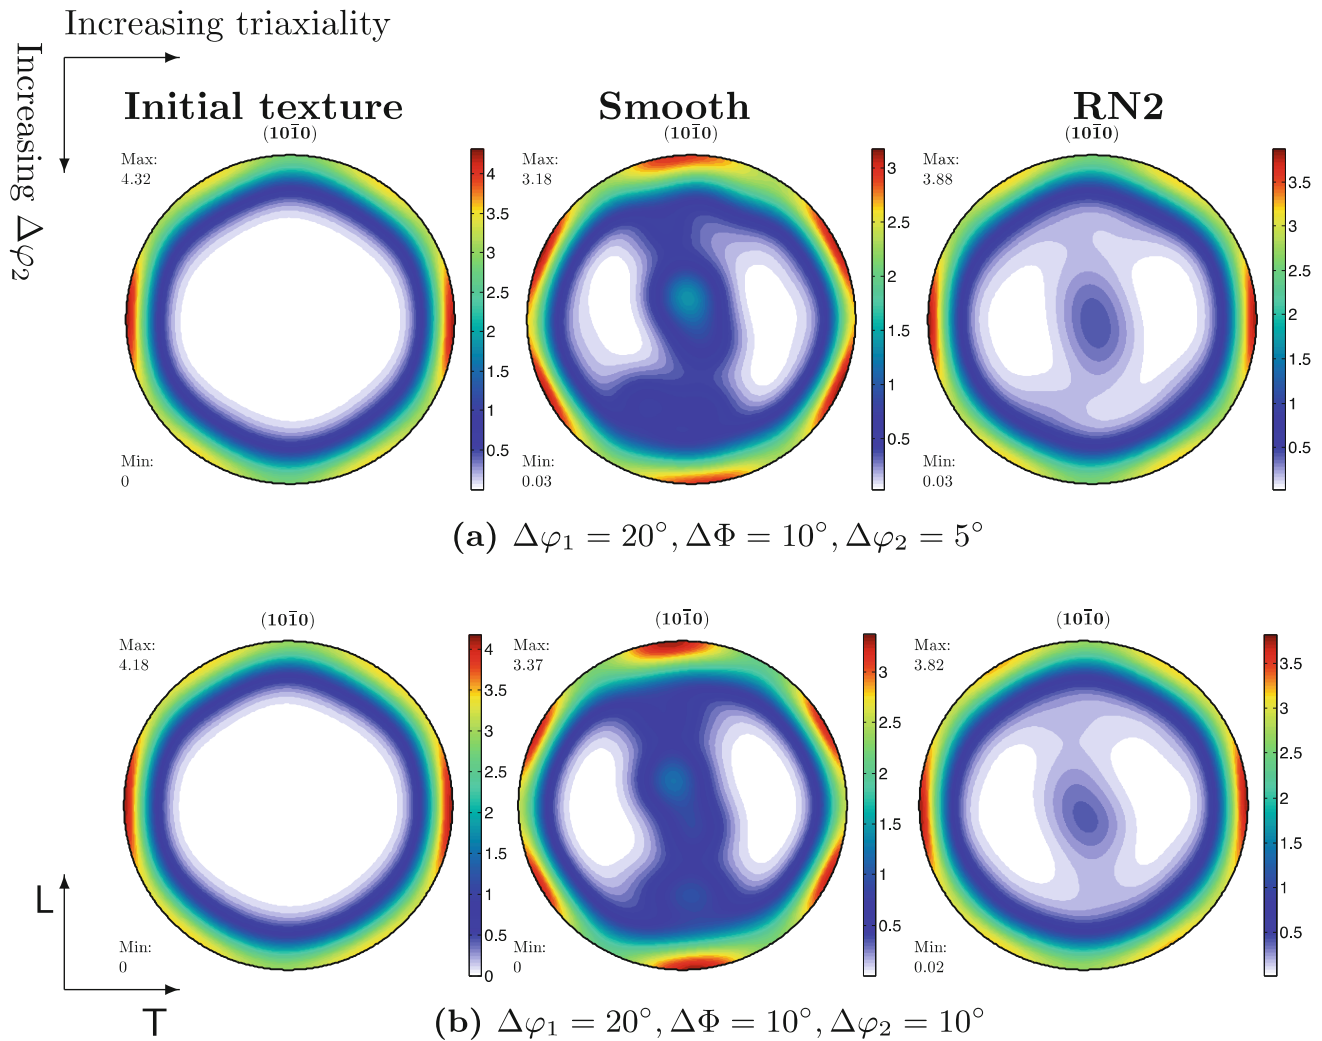 Increasing triaxiality
Increasing Δφ₂
Initial texture
Smooth
RN2
(101̄0)
(101̄0)
(101̄0)
Max:
4.32
Max:
3.18
Max:
3.88
4
3.5
3
2.5
2
1.5
1
0.5
3
2.5
2
1.5
1
0.5
3.5
3
2.5
2
1.5
1
0.5
Min:
0
Min:
0.03
Min:
0.03
(a) Δφ₁ = 20°, ΔΦ = 10°, Δφ₂ = 5°
(101̄0)
(101̄0)
(101̄0)
Max:
4.18
Max:
3.37
Max:
3.82
4
3.5
3
2.5
2
1.5
1
0.5
0
3
2.5
2
1.5
1
0.5
3.5
3
2.5
2
1.5
1
0.5
Min:
0
Min:
0
Min:
0.02
L
T
(b) Δφ₁ = 20°, ΔΦ = 10°, Δφ₂ = 10°